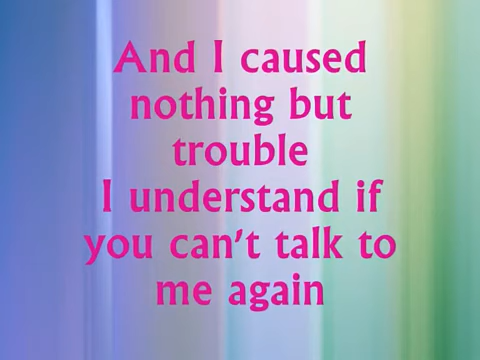 And I caused
nothing but
trouble
I understand if
you can't talk to
me again